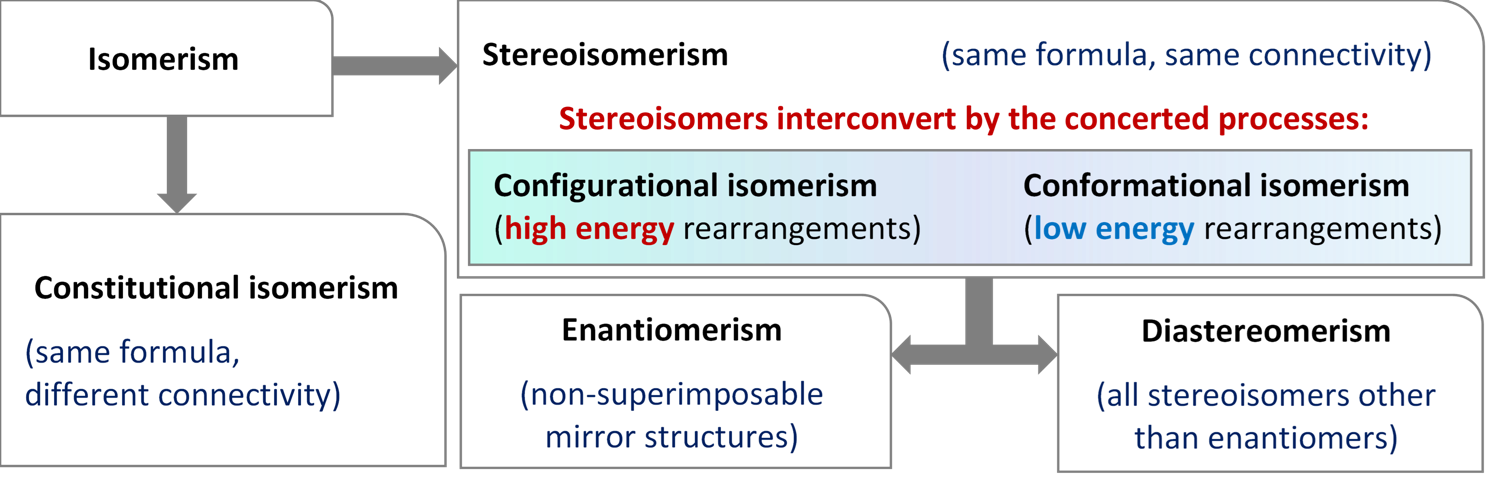 Isomerism
Stereoisomerism
(same formula, same connectivity)
Stereoisomers interconvert by the concerted processes:
Configurational isomerism
(high energy rearrangements)
Conformational isomerism
(low energy rearrangements)
Constitutional isomerism
(same formula,
different connectivity)
Enantiomerism
(non-superimposable
mirror structures)
Diastereomerism
(all stereoisomers other
than enantiomers)